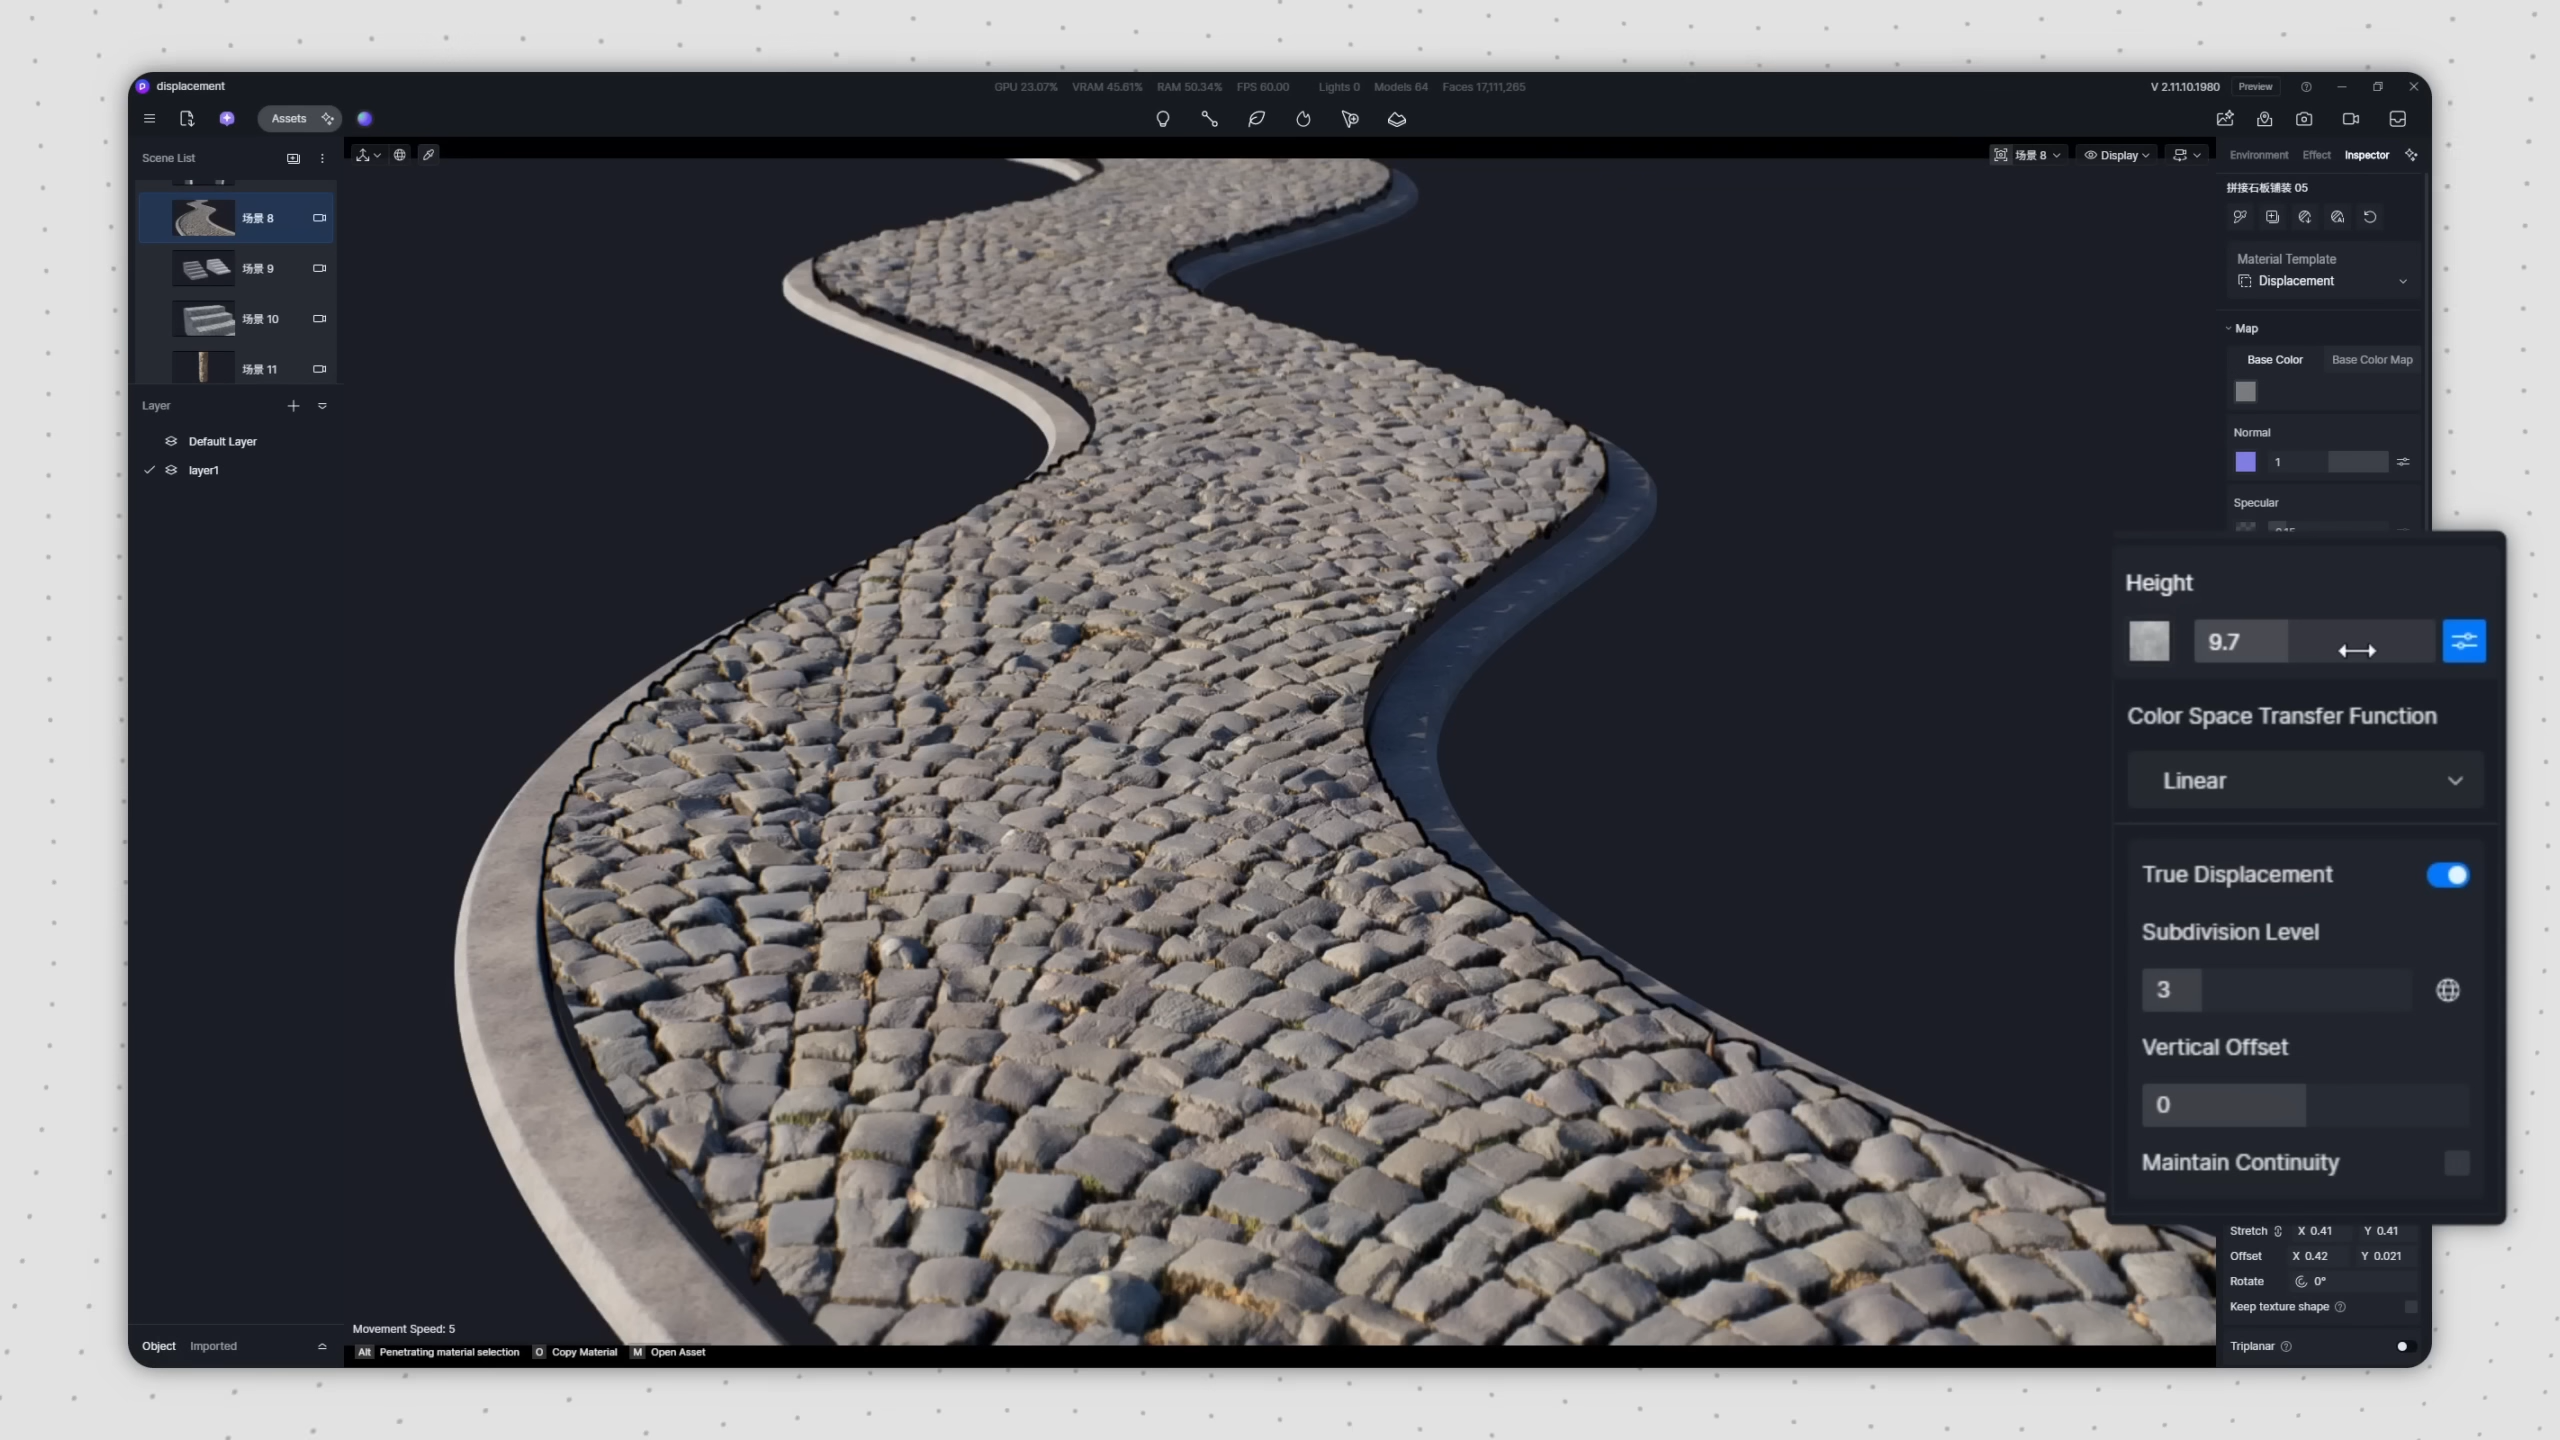 displacement
GPU 23.07% VRAM 45.61% RAM 50.34% FPS 60.00 Lights 0 Models 64 Faces 17,111,265
V 2.11.10.1980 Preview
Assets
Scene List
场景 8
场景 9
场景 10
场景 11
Layer
Default Layer
layer1
Object Imported
场景 8 Display
Movement Speed: 5
Alt Penetrating material selection O Copy Material M Open Asset
Environment Effect Inspector
拼接石板铺装 05
Material Template
Displacement
Map
Base Color Base Color Map
Normal
1
Specular
Height
9.7
Color Space Transfer Function
Linear
True Displacement
Subdivision Level
3
Vertical Offset
0
Maintain Continuity
Stretch X 0.41 Y 0.41
Offset X 0.42 Y 0.021
Rotate 0°
Keep texture shape
Triplanar